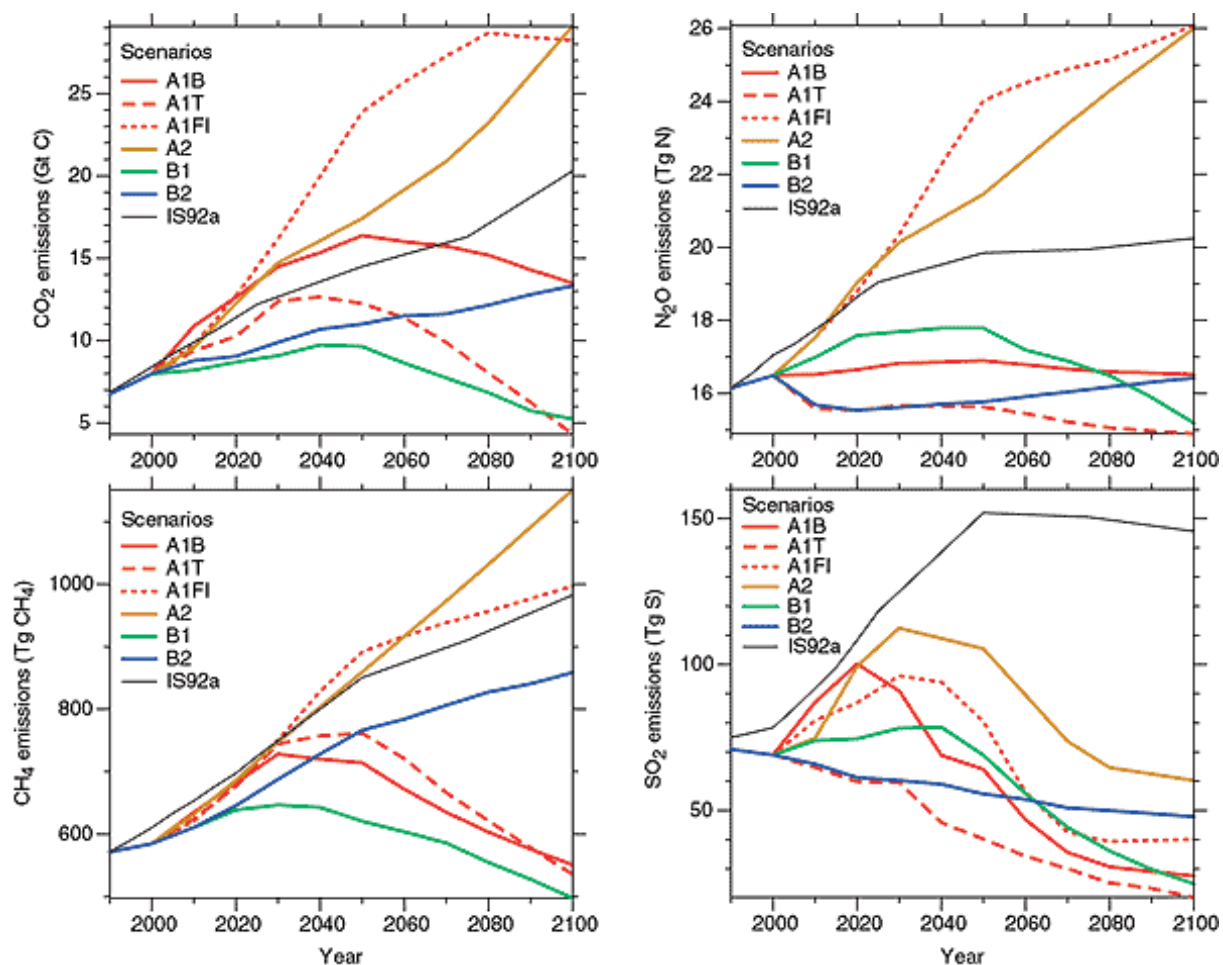 Scenarios
A1B
A1T
A1FI
A2
B1
B2
IS92a
CO2 emissions (Gt C)
25
20
15
10
5
2000 2020 2040 2060 2080 2100
Scenarios
A1B
A1T
A1FI
A2
B1
B2
IS92a
N2O emissions (Tg N)
26
24
22
20
18
16
2000 2020 2040 2060 2080 2100
Scenarios
A1B
A1T
A1FI
A2
B1
B2
IS92a
CH4 emissions (Tg CH4)
1000
800
600
2000 2020 2040 2060 2080 2100
Year
Scenarios
A1B
A1T
A1FI
A2
B1
B2
IS92a
SO2 emissions (Tg S)
150
100
50
2000 2020 2040 2060 2080 2100
Year